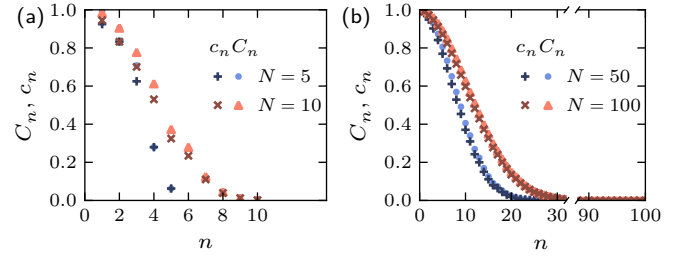 (a)
1.0
0.8
0.6
0.4
0.2
0.0
C_n, c_n
c_n C_n
N = 5
N = 10
0 2 4 6 8 10
n
(b)
1.0
0.8
0.6
0.4
0.2
0.0
C_n, c_n
c_n C_n
N = 50
N = 100
0 10 20 30 90 100
n